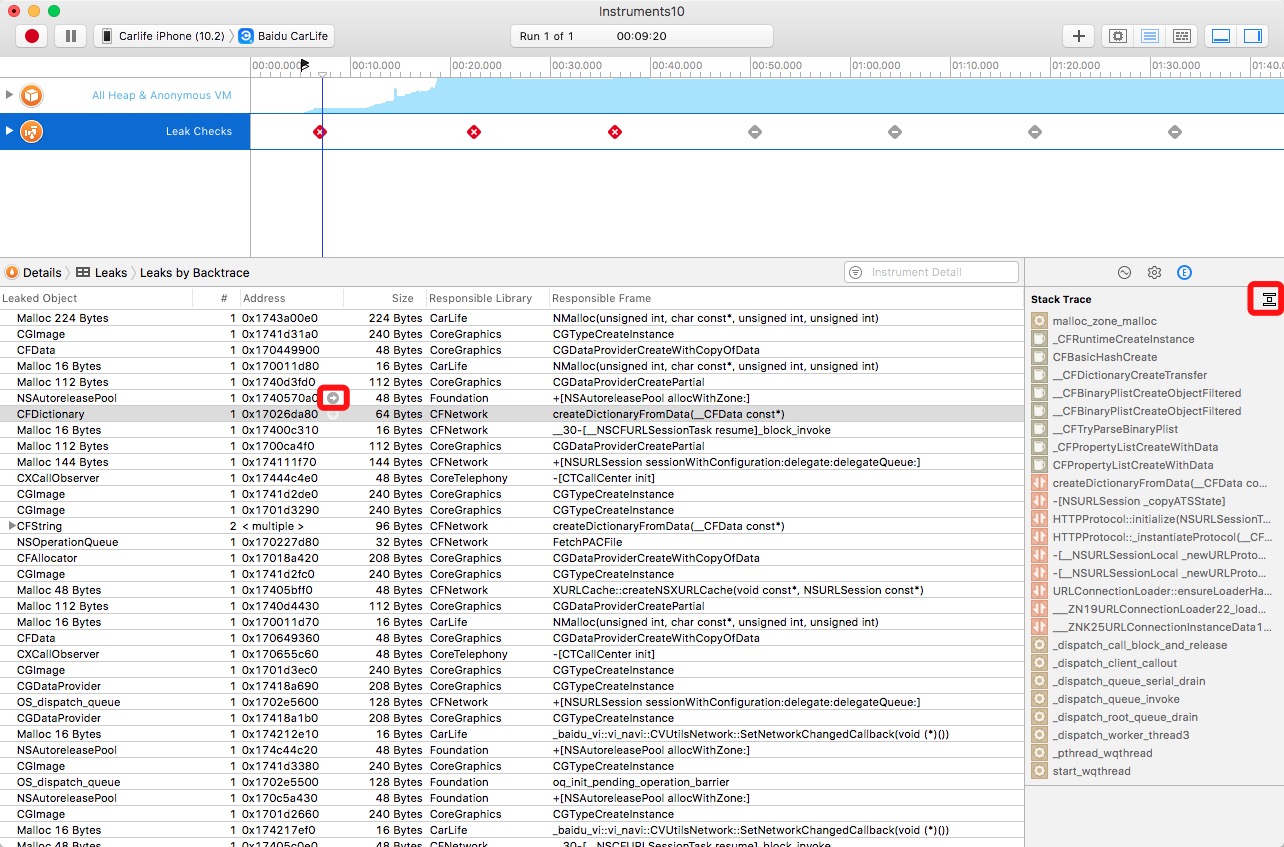 Instruments10
Carlife iPhone (10.2) Baidu CarLife
Run 1 of 1 00:09:20
00:00.000 00:10.000 00:20.000 00:30.000 00:40.000 00:50.000 01:00.000 01:10.000 01:20.000 01:30.000 01:40.
All Heap & Anonymous VM
Leak Checks
Details Leaks Leaks by Backtrace Instrument Detail
Leaked Object # Address Size Responsible Library Responsible Frame
Malloc 224 Bytes 1 0x1743a00e0 224 Bytes CarLife NMalloc(unsigned int, char const*, unsigned int, unsigned int)
CGImage 1 0x1741d31a0 240 Bytes CoreGraphics CGTypeCreateInstance
CFData 1 0x170449900 48 Bytes CoreGraphics CGDataProviderCreateWithCopyOfData
Malloc 16 Bytes 1 0x170011d80 16 Bytes CarLife NMalloc(unsigned int, char const*, unsigned int, unsigned int)
Malloc 112 Bytes 1 0x1740d3fd0 112 Bytes CoreGraphics CGDataProviderCreatePartial
NSAutoreleasePool 1 0x1740570a0 48 Bytes Foundation +[NSAutoreleasePool allocWithZone:]
CFDictionary 1 0x17026da80 64 Bytes CFNetwork createDictionaryFromData(__CFData const*)
Malloc 16 Bytes 1 0x17400c310 16 Bytes CFNetwork __30-[__NSCFURLSessionTask resume]_block_invoke
Malloc 112 Bytes 1 0x1700ca4f0 112 Bytes CoreGraphics CGDataProviderCreatePartial
Malloc 144 Bytes 1 0x174111f70 144 Bytes CFNetwork +[NSURLSession sessionWithConfiguration:delegate:delegateQueue:]
CXCallObserver 1 0x17444c4e0 48 Bytes CoreTelephony -[CTCallCenter init]
CGImage 1 0x1741d2de0 240 Bytes CoreGraphics CGTypeCreateInstance
CGImage 1 0x1701d3290 240 Bytes CoreGraphics CGTypeCreateInstance
CFString 2 < multiple > 96 Bytes CFNetwork createDictionaryFromData(__CFData const*)
NSOperationQueue 1 0x170227d80 32 Bytes CFNetwork FetchPACFile
CFAllocator 1 0x17018a420 208 Bytes CoreGraphics CGDataProviderCreateWithCopyOfData
CGImage 1 0x1741d2fc0 240 Bytes CoreGraphics CGTypeCreateInstance
Malloc 48 Bytes 1 0x17405bff0 48 Bytes CFNetwork XURLCache::createNSXURLCache(void const*, NSURLSession const*)
Malloc 112 Bytes 1 0x1740d4430 112 Bytes CoreGraphics CGDataProviderCreatePartial
Malloc 16 Bytes 1 0x170011d70 16 Bytes CarLife NMalloc(unsigned int, char const*, unsigned int, unsigned int)
CFData 1 0x170649360 48 Bytes CoreGraphics CGDataProviderCreateWithCopyOfData
CXCallObserver 1 0x170655c60 48 Bytes CoreTelephony -[CTCallCenter init]
CGImage 1 0x1701d3ec0 240 Bytes CoreGraphics CGTypeCreateInstance
CGDataProvider 1 0x17418a690 208 Bytes CoreGraphics CGTypeCreateInstance
OS_dispatch_queue 1 0x1702e5600 128 Bytes CFNetwork +[NSURLSession sessionWithConfiguration:delegate:delegateQueue:]
CGDataProvider 1 0x17418a1b0 208 Bytes CoreGraphics CGTypeCreateInstance
Malloc 16 Bytes 1 0x174212e10 16 Bytes CarLife _baidu_vi::vi_navi::CVUtilsNetwork::SetNetworkChangedCallback(void (*)())
NSAutoreleasePool 1 0x174c44c20 48 Bytes Foundation +[NSAutoreleasePool allocWithZone:]
CGImage 1 0x1741d3380 240 Bytes CoreGraphics CGTypeCreateInstance
OS_dispatch_queue 1 0x1702e5500 128 Bytes Foundation oq_init_pending_operation_barrier
NSAutoreleasePool 1 0x170c5a430 48 Bytes Foundation +[NSAutoreleasePool allocWithZone:]
CGImage 1 0x1701d2660 240 Bytes CoreGraphics CGTypeCreateInstance
Malloc 16 Bytes 1 0x174217ef0 16 Bytes CarLife _baidu_vi::vi_navi::CVUtilsNetwork::SetNetworkChangedCallback(void (*)())
Malloc 48 Bytes 1 0x17405c0e0 48 Bytes CFNetwork __30-[__NSCFURLSessionTask resume]_block_invoke
Stack Trace
malloc_zone_malloc
_CFRuntimeCreateInstance
CFBasicHashCreate
__CFDictionaryCreateTransfer
__CFBinaryPlistCreateObjectFiltered
__CFBinaryPlistCreateObjectFiltered
__CFTryParseBinaryPlist
_CFPropertyListCreateWithData
CFPropertyListCreateWithData
createDictionaryFromData(__CFData co...
-[NSURLSession _copyATSState]
HTTPProtocol::initialize(NSURLSessionT...
HTTPProtocol::_instantiateProtocol(__CF...
-[__NSURLSessionLocal _newURLProto...
-[__NSURLSessionLocal _newURLProto...
URLConnectionLoader::ensureLoaderHa...
___ZN19URLConnectionLoader22_load...
___ZNK25URLConnectionInstanceData1...
_dispatch_call_block_and_release
_dispatch_client_callout
_dispatch_queue_serial_drain
_dispatch_queue_invoke
_dispatch_root_queue_drain
_dispatch_worker_thread3
_pthread_wqthread
start_wqthread